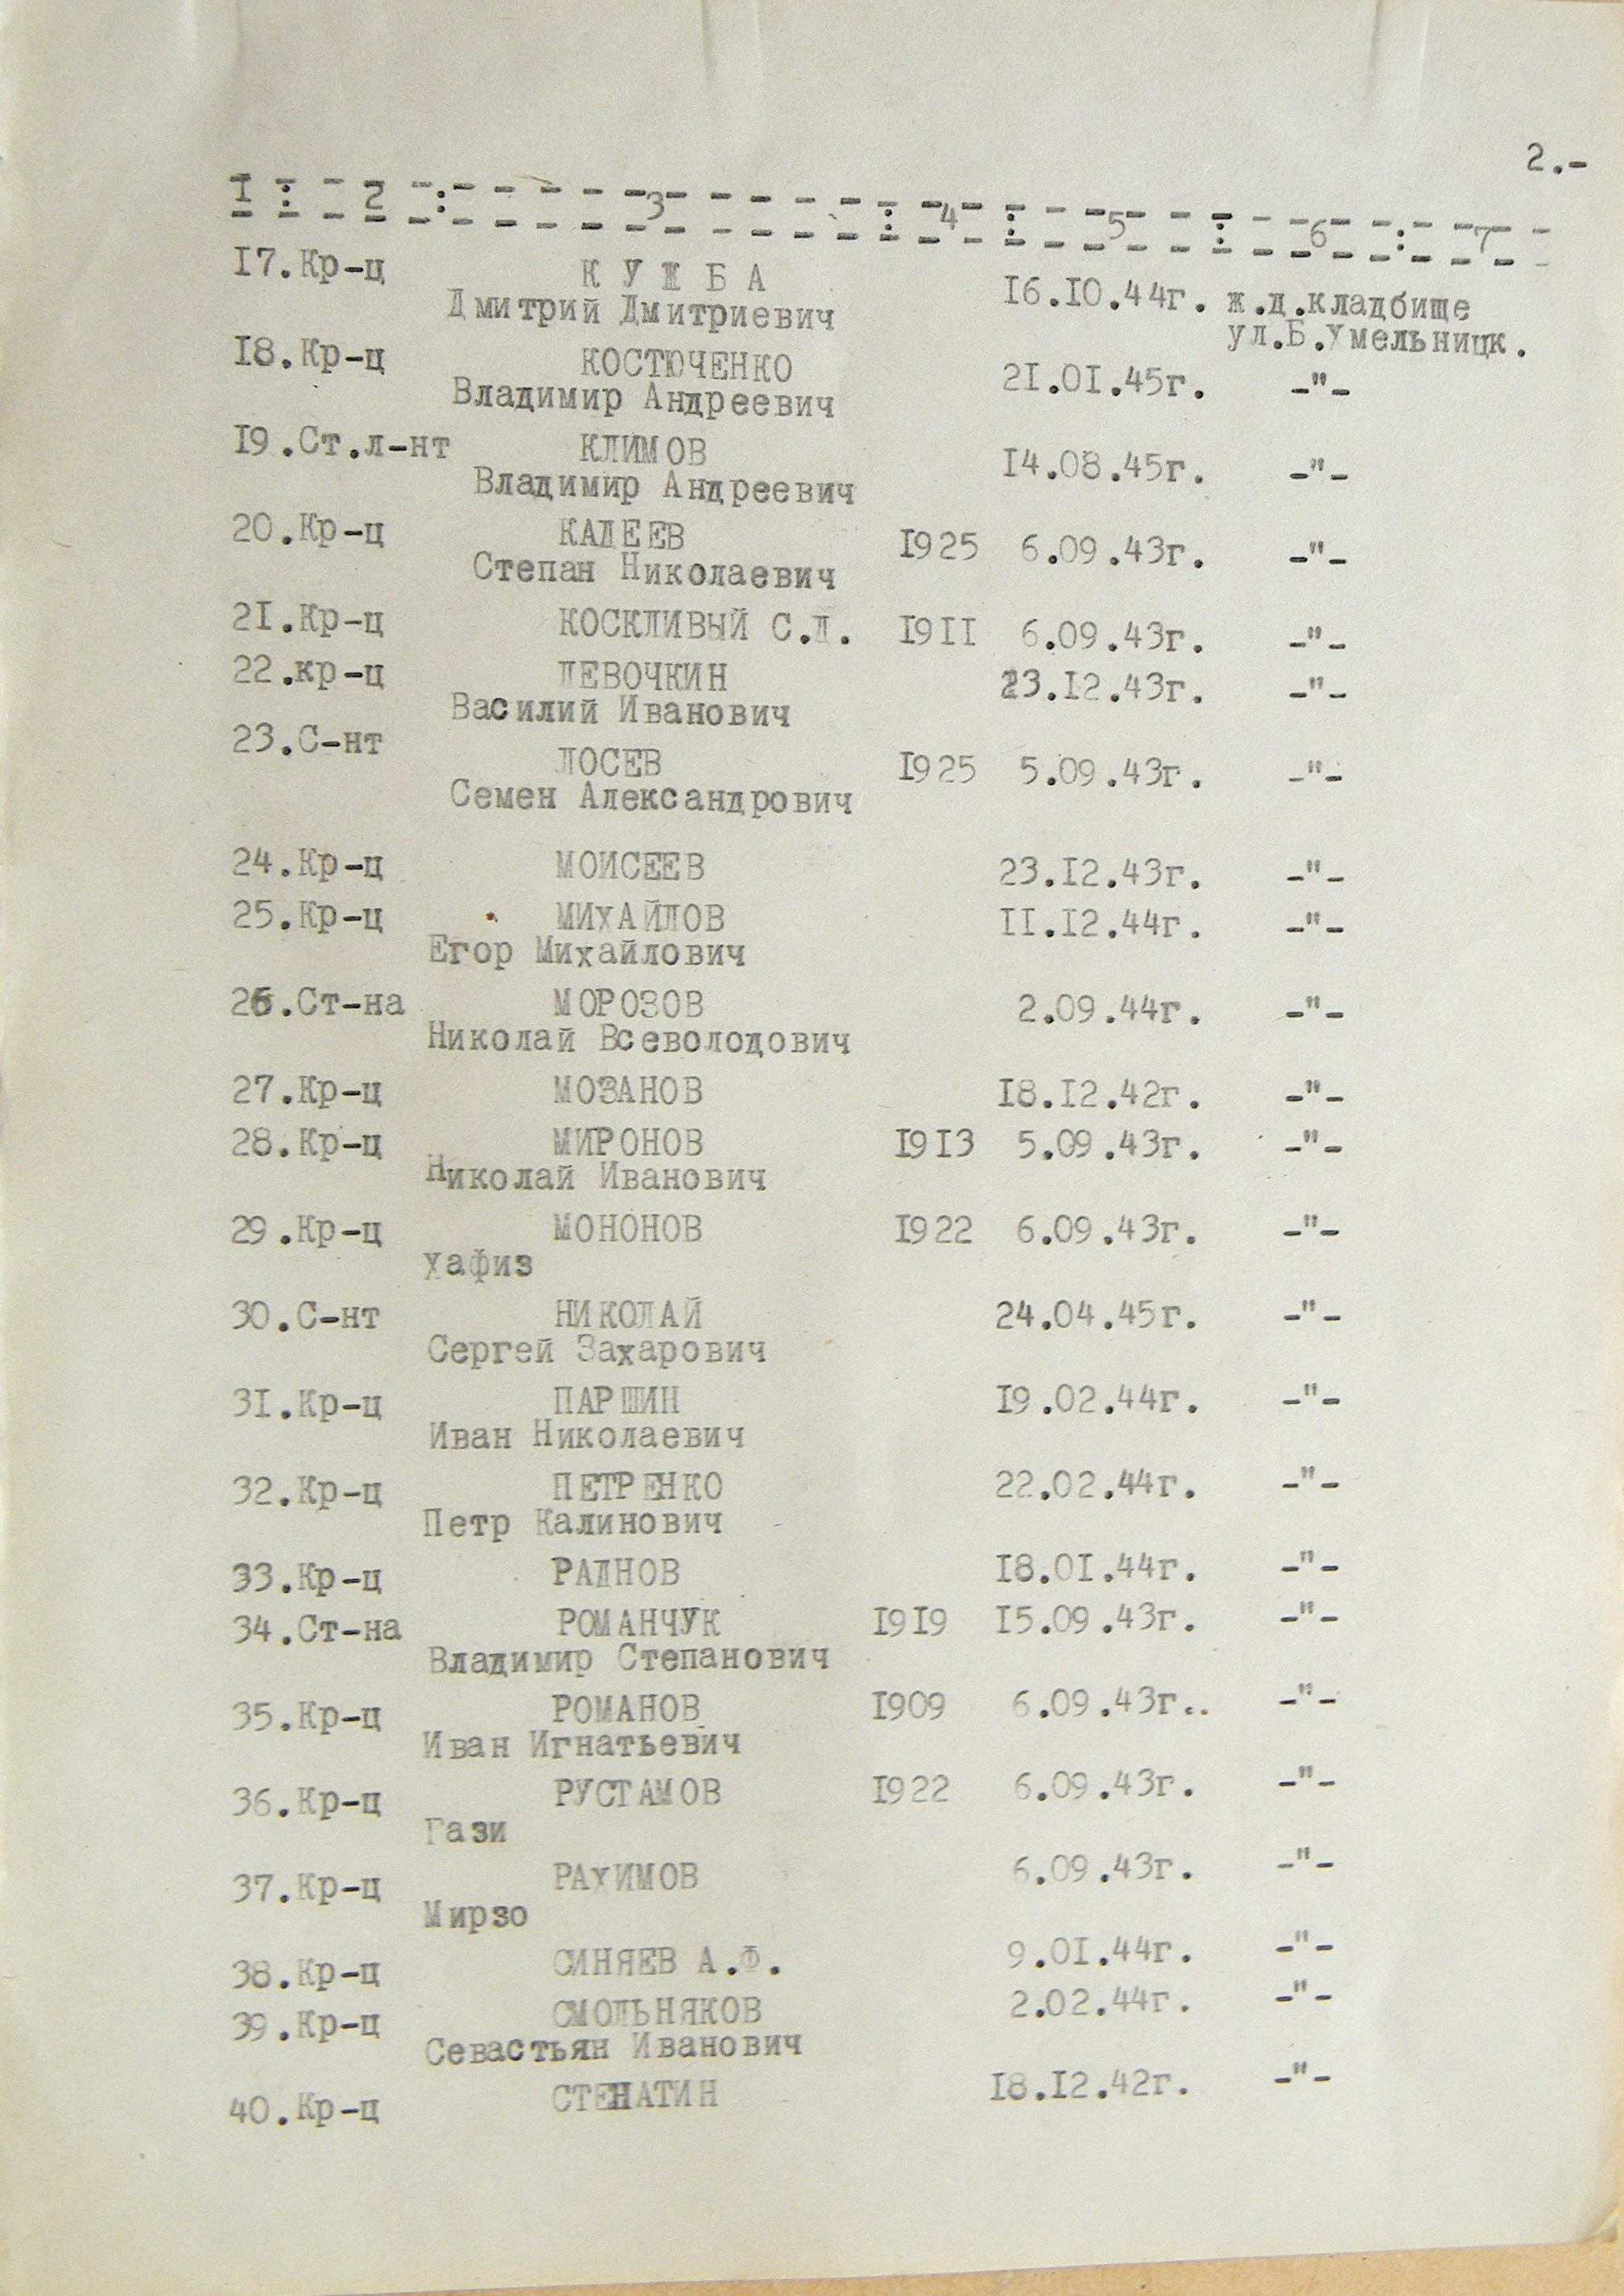 2.-
1 : 2 : 3 : 4 : 5 : 6 : 7
17.Кр-ц К У Ж Б А 16.10.44г. ж.д.кладбище
Дмитрий Дмитриевич ул.Б.Хмельницк.
18.Кр-ц КОСТЮЧЕНКО 21.01.45г. -"-
Владимир Андреевич
19.Ст.л-нт КЛИМОВ 14.08.45г. -"-
Владимир Андреевич
20.Кр-ц КАДЕЕВ 1925 6.09.43г. -"-
Степан Николаевич
21.Кр-ц КОСКЛИВЫЙ С.Д. 1911 6.09.43г. -"-
22.кр-ц ЛЕВОЧКИН 23.12.43г. -"-
Василий Иванович
23.С-нт ЛОСЕВ 1925 5.09.43г. -"-
Семен Александрович
24.Кр-ц МОИСЕЕВ 23.12.43г. -"-
25.Кр-ц МИХАЙЛОВ 11.12.44г. -"-
Егор Михайлович
26.Ст-на МОРОЗОВ 2.09.44г. -"-
Николай Всеволодович
27.Кр-ц МОЗАНОВ 18.12.42г. -"-
28.Кр-ц МИРОНОВ 1913 5.09.43г. -"-
Николай Иванович
29.Кр-ц МОНОНОВ 1922 6.09.43г. -"-
Хафиз
30.С-нт НИКОЛАЙ 24.04.45г. -"-
Сергей Захарович
31.Кр-ц ПАРШИН 19.02.44г. -"-
Иван Николаевич
32.Кр-ц ПЕТРЕНКО 22.02.44г. -"-
Петр Калинович
33.Кр-ц РАДНОВ 18.01.44г. -"-
34.Ст-на РОМАНЧУК 1919 15.09.43г. -"-
Владимир Степанович
35.Кр-ц РОМАНОВ 1909 6.09.43г.. -"-
Иван Игнатьевич
36.Кр-ц РУСТАМОВ 1922 6.09.43г. -"-
Гази
37.Кр-ц РАХИМОВ 6.09.43г. -"-
Мирзо
38.Кр-ц СИНЯЕВ А.Ф. 9.01.44г. -"-
39.Кр-ц СМОЛЬНЯКОВ 2.02.44г. -"-
Севастьян Иванович
40.Кр-ц СТЕНАТИН 18.12.42г. -"-